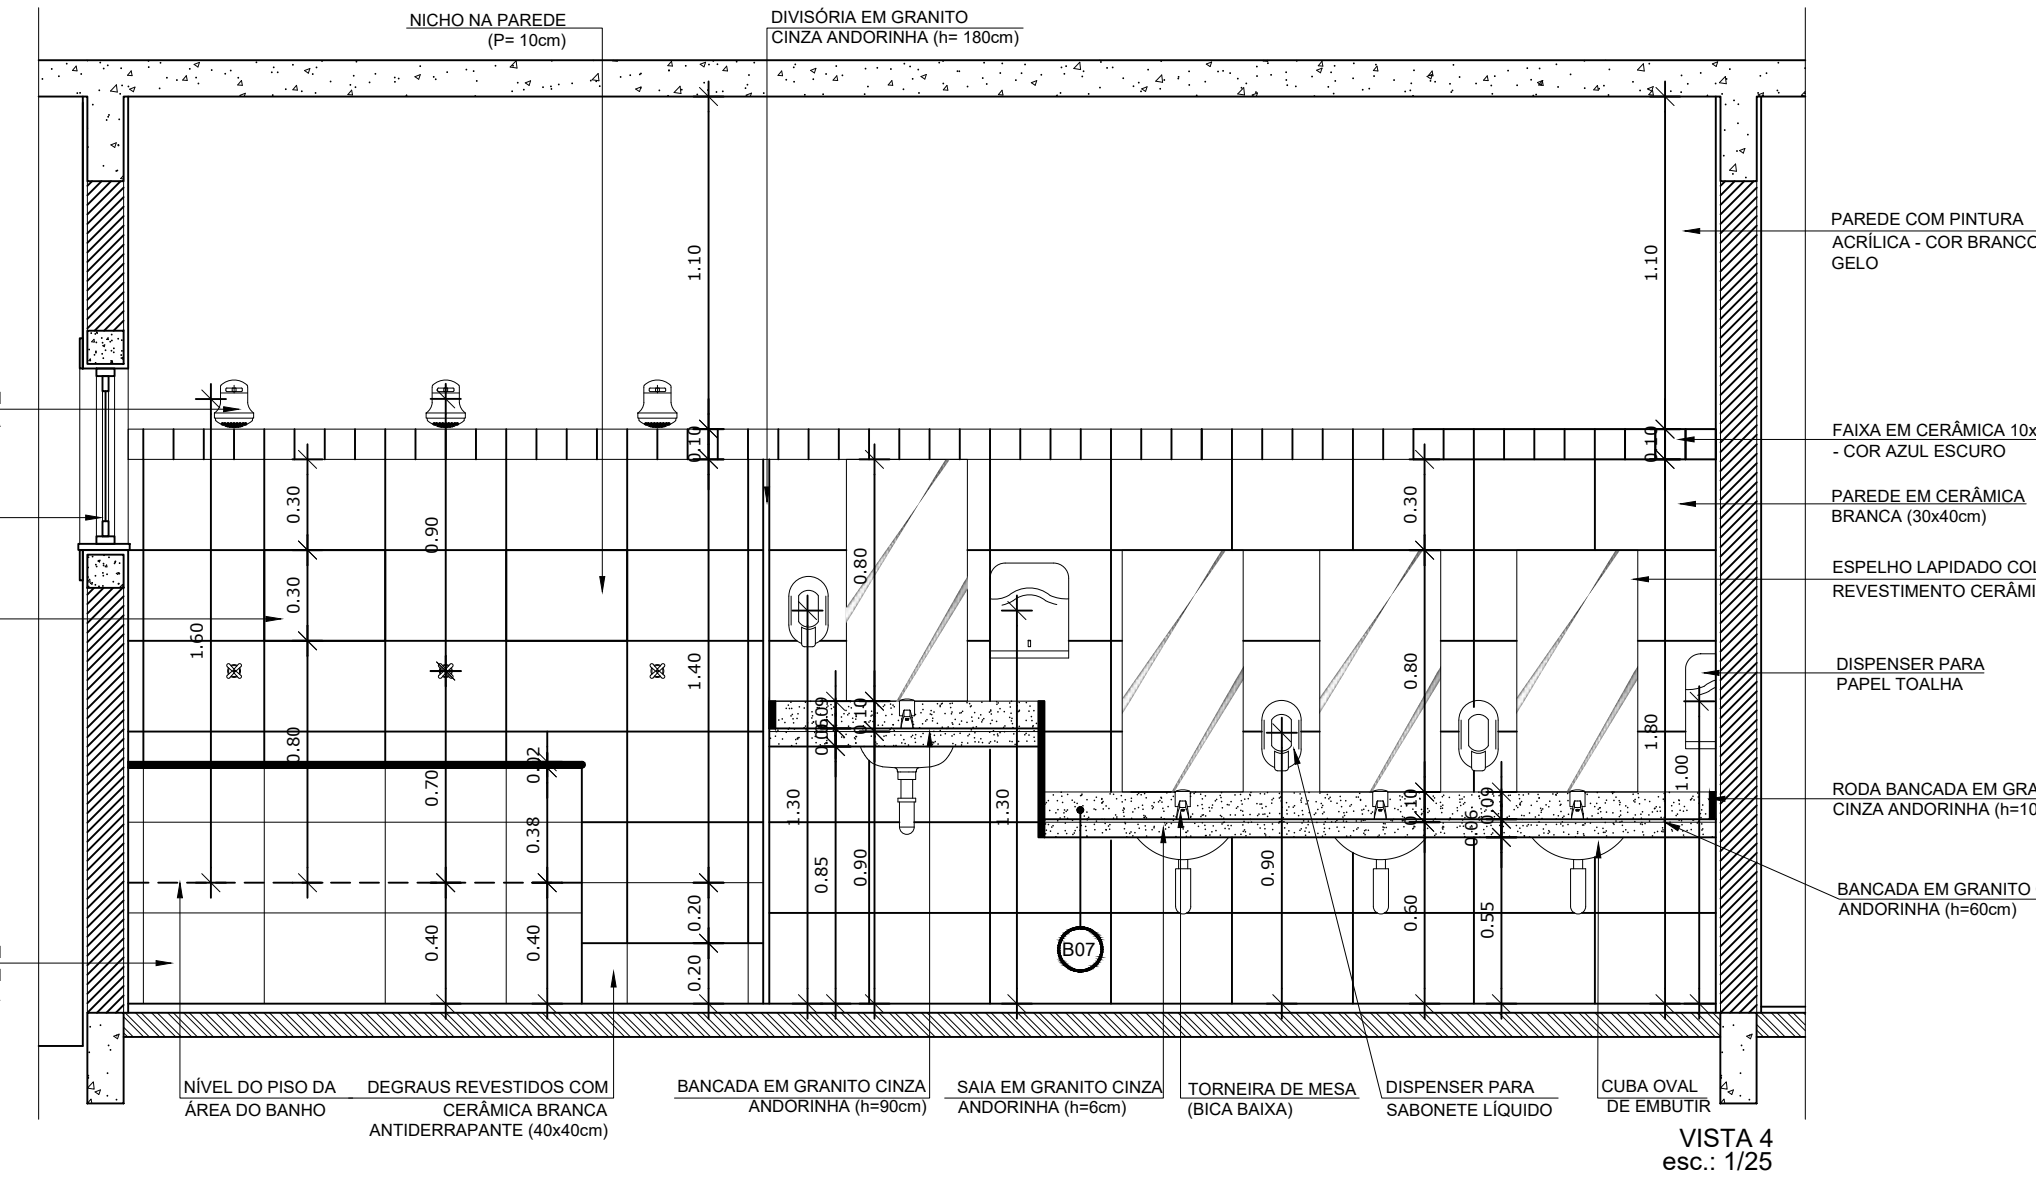 NICHO NA PAREDE
(P= 10cm)
DIVISÓRIA EM GRANITO
CINZA ANDORINHA (h= 180cm)
PAREDE COM PINTURA
ACRÍLICA - COR BRANCO
GELO
1.10
1.10
FAIXA EM CERÂMICA 10x
- COR AZUL ESCURO
0.10
0.10
PAREDE EM CERÂMICA
BRANCA (30x40cm)
0.30
0.90
0.80
0.30
ESPELHO LAPIDADO COL
REVESTIMENTO CERÂMI
0.30
1.60
1.40
0.80
DISPENSER PARA
PAPEL TOALHA
0.80
0.02
0.70
0.38
0.09
0.06
0.10
1.80
1.00
1.30
1.30
0.85
0.90
0.90
0.10
0.09
0.06
RODA BANCADA EM GRA
CINZA ANDORINHA (h=10
BANCADA EM GRANITO
ANDORINHA (h=60cm)
0.20
0.60
0.55
0.40
0.40
0.20
B07
NÍVEL DO PISO DA
ÁREA DO BANHO
DEGRAUS REVESTIDOS COM
CERÂMICA BRANCA
ANTIDERRAPANTE (40x40cm)
BANCADA EM GRANITO CINZA
ANDORINHA (h=90cm)
SAIA EM GRANITO CINZA
ANDORINHA (h=6cm)
TORNEIRA DE MESA
(BICA BAIXA)
DISPENSER PARA
SABONETE LÍQUIDO
CUBA OVAL
DE EMBUTIR
VISTA 4
esc.: 1/25